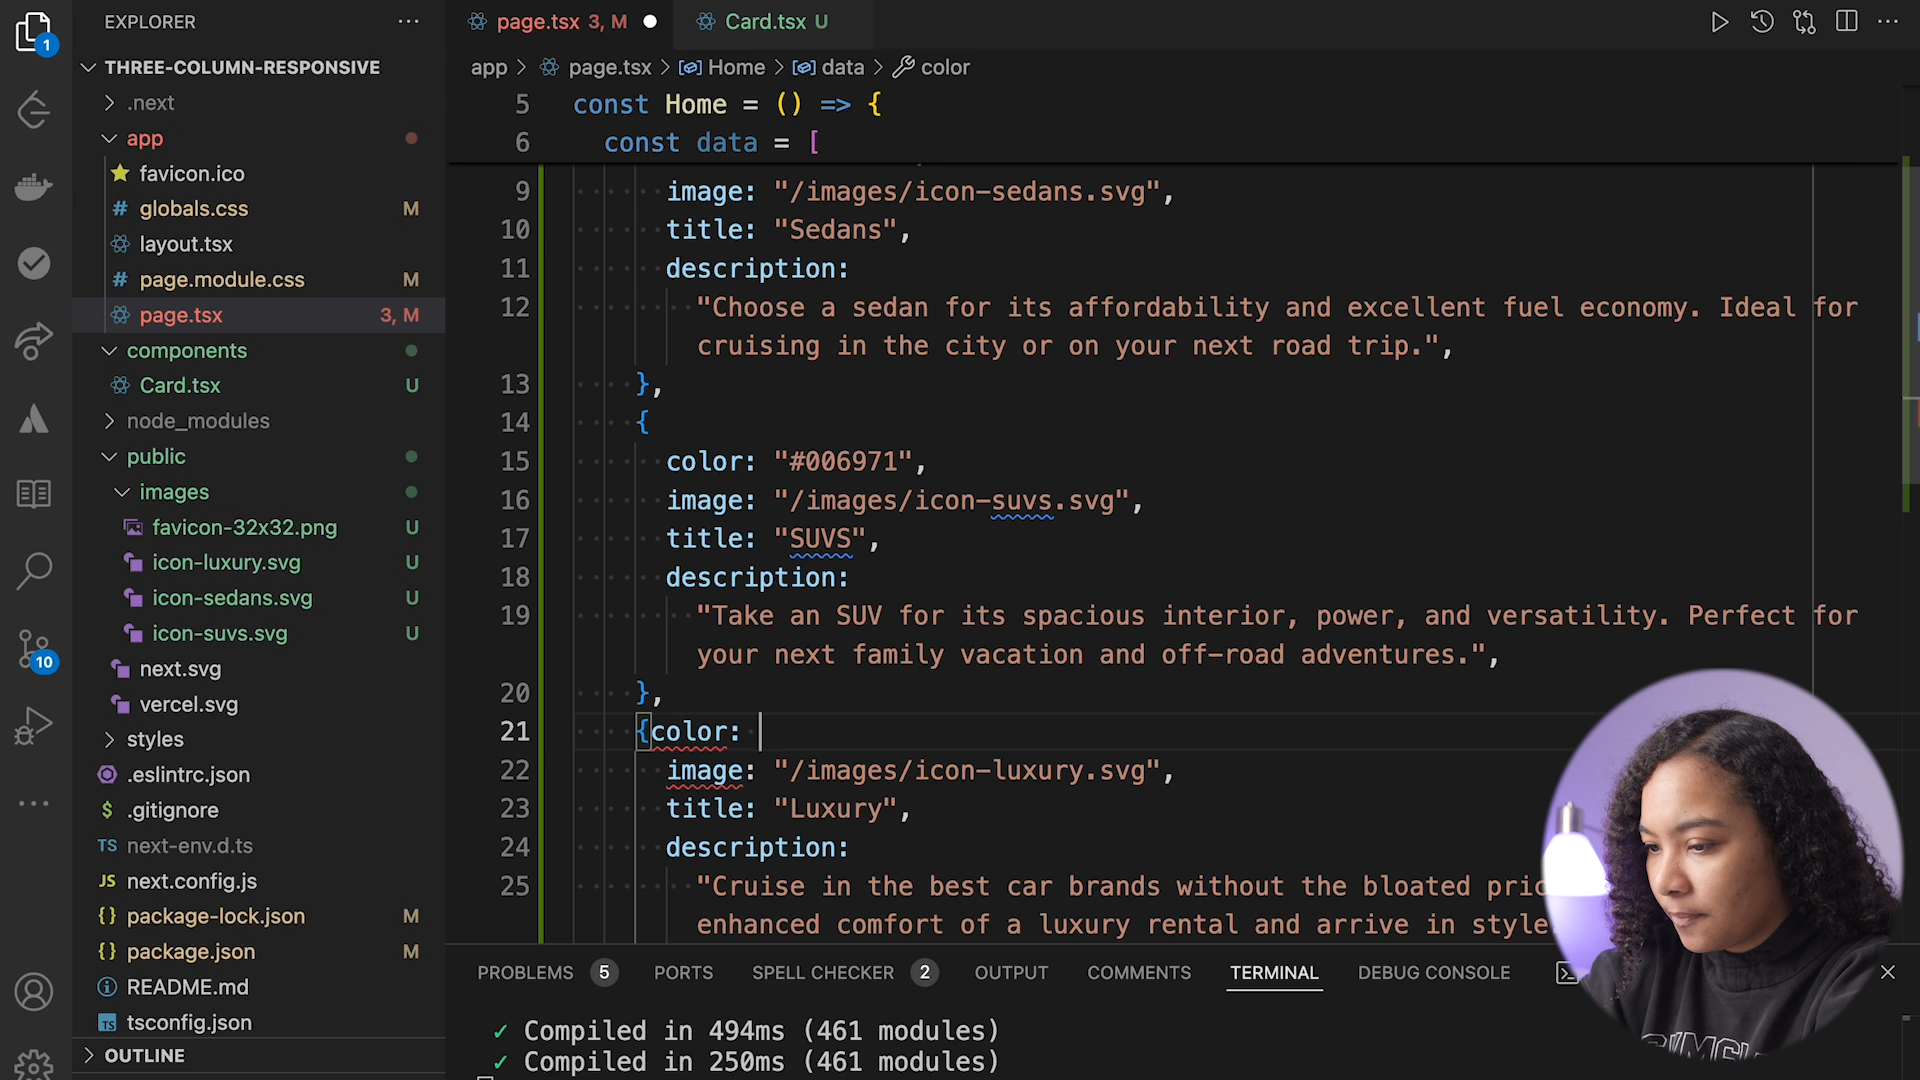 EXPLORER
THREE-COLUMN-RESPONSIVE
.next
app
favicon.ico
globals.css M
layout.tsx
page.module.css M
page.tsx 3, M
components
Card.tsx U
node_modules
public
images
favicon-32x32.png U
icon-luxury.svg U
icon-sedans.svg U
icon-suvs.svg U
next.svg
vercel.svg
styles
.eslintrc.json
.gitignore
TS next-env.d.ts
JS next.config.js
{} package-lock.json M
{} package.json M
README.md
TS tsconfig.json
OUTLINE
1
10
page.tsx 3, M
Card.tsx U
app > page.tsx > Home > data > color
5 const Home = () => {
6 const data = [
9 image: "/images/icon-sedans.svg",
10 title: "Sedans",
11 description:
12 "Choose a sedan for its affordability and excellent fuel economy. Ideal for
cruising in the city or on your next road trip.",
13 },
14 {
15 color: "#006971",
16 image: "/images/icon-suvs.svg",
17 title: "SUVS",
18 description:
19 "Take an SUV for its spacious interior, power, and versatility. Perfect for
your next family vacation and off-road adventures.",
20 },
21 {color:
22 image: "/images/icon-luxury.svg",
23 title: "Luxury",
24 description:
25 "Cruise in the best car brands without the bloated pric
enhanced comfort of a luxury rental and arrive in style
PROBLEMS 5 PORTS SPELL CHECKER 2 OUTPUT COMMENTS TERMINAL DEBUG CONSOLE
✓ Compiled in 494ms (461 modules)
✓ Compiled in 250ms (461 modules)